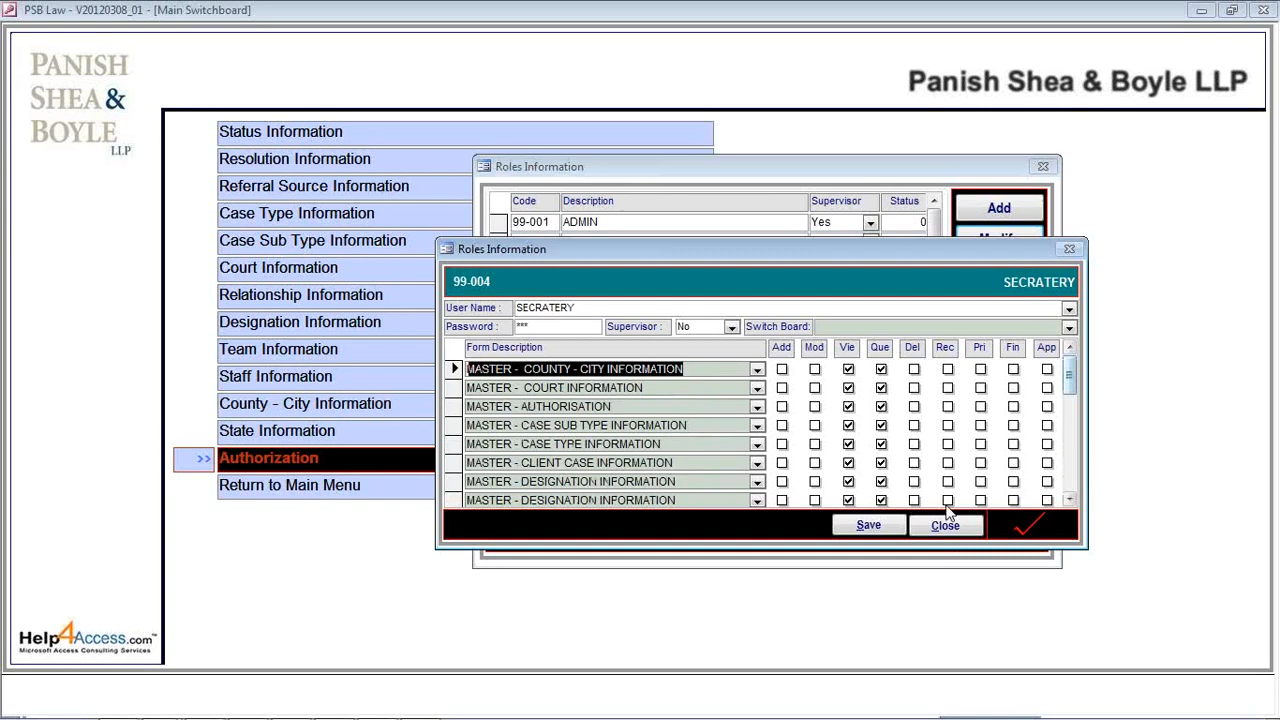 PSB Law - V20120308_01 - [Main Switchboard]
PANISH
SHEA &
BOYLE
LLP
Panish Shea & Boyle LLP
Status Information
Resolution Information
Referral Source Information
Case Type Information
Case Sub Type Information
Court Information
Relationship Information
Designation Information
Team Information
Staff Information
County - City Information
State Information
>> Authorization
Return to Main Menu
Roles Information
Code Description Supervisor Status
99-001 ADMIN Yes 0
Add
Modify
Roles Information
99-004 SECRATERY
User Name : SECRATERY
Password : *** Supervisor : No Switch Board:
Form Description Add Mod Vie Que Del Rec Pri Fin App
MASTER - COUNTY - CITY INFORMATION
MASTER - COURT INFORMATION
MASTER - AUTHORISATION
MASTER - CASE SUB TYPE INFORMATION
MASTER - CASE TYPE INFORMATION
MASTER - CLIENT CASE INFORMATION
MASTER - DESIGNATION INFORMATION
MASTER - DESIGNATION INFORMATION
Save Close
Help4Access.com™
Microsoft Access Consulting Services